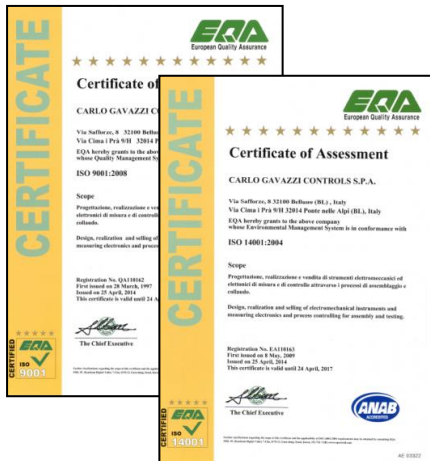 EQA
European Quality Assurance
CERTIFICATE
Certificate of
CARLO GAVAZZI CO
Via Safforze, 8 32100 Bellu
Via Cima i Prà 9/H 32014 P
EQA hereby grants to the abov
whose Quality Management Sy
ISO 9001:2008
Scope
Progettazione, realizzazione e ven
elettronici di misura e di controll
collaudo.
Design, realization and selling of
measuring electronics and proces
Registration No. QA110162
First issued on 28 March, 1997
Issued on 25 April, 2014
This certificate is valid until 24 A
The Chief Executive
CERTIFIED
EQA
ISO
9001
EQA
European Quality Assurance
CERTIFICATE
Certificate of Assessment
CARLO GAVAZZI CONTROLS S.P.A.
Via Safforze, 8 32100 Belluno (BL) , Italy
Via Cima i Prà 9/H 32014 Ponte nelle Alpi (BL), Italy
EQA hereby grants to the above company
whose Environmental Management System is in conformance with
ISO 14001:2004
Scope
Progettazione, realizzazione e vendita di strumenti elettromeccanici ed
elettronici di misura e di controllo attraverso i processi di assemblaggio e
collaudo.
Design, realization and selling of electromechanical instruments and
measuring electronics and process controlling for assembly and testing.
Registration No. EA110163
First issued on 8 May, 2009
Issued on 25 April, 2014
This certificate is valid until 24 April, 2017
The Chief Executive
ANAB
ACCREDITED
CERTIFIED
EQA
ISO
14001